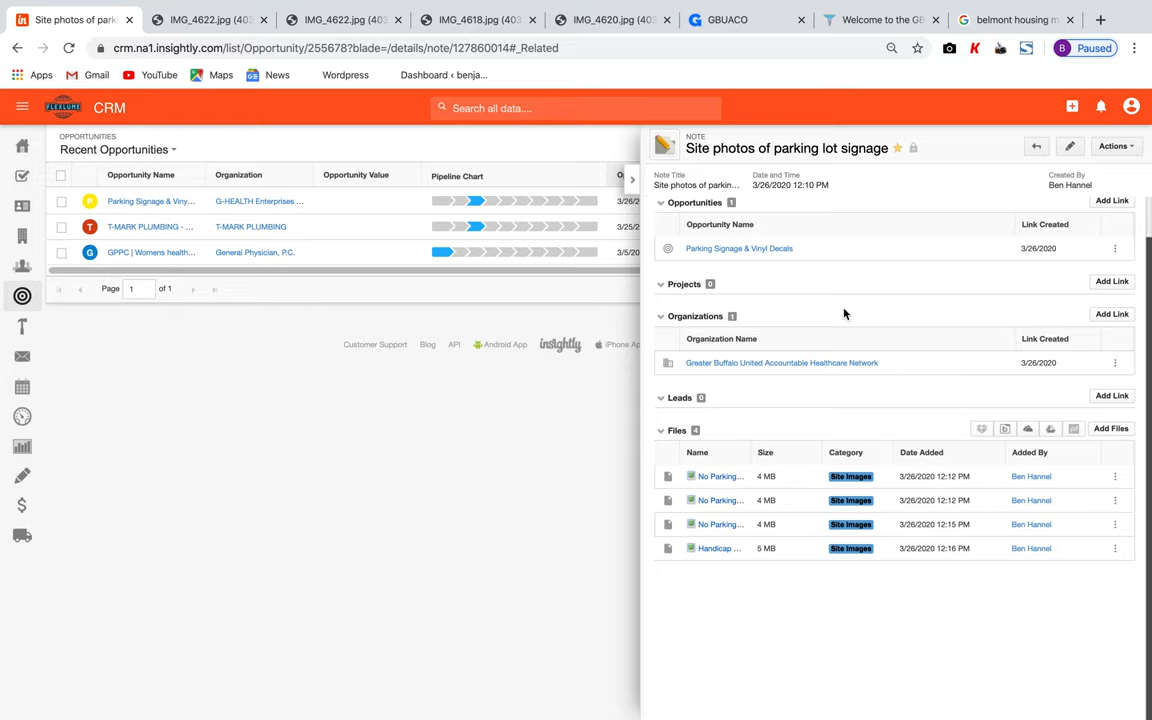 Site photos of park
IMG_4622.jpg (403
IMG_4622.jpg (403
IMG_4618.jpg (403
IMG_4620.jpg (403
GBUACO
Welcome to the GB
belmont housing m
crm.na1.insightly.com/list/Opportunity/255678?blade=/details/note/127860014#_Related
B Paused
Apps Gmail YouTube Maps News Wordpress Dashboard < benja...
FLEXLUME CRM Search all data....
OPPORTUNITIES
Recent Opportunities
Opportunity Name Organization Opportunity Value Pipeline Chart
P Parking Signage & Viny... G-HEALTH Enterprises ... 3/26/2
T T-MARK PLUMBING - ... T-MARK PLUMBING 3/25/2
G GPPC | Womens health... General Physician, P.C. 3/5/20
Page 1 of 1
Customer Support Blog API Android App insightly iPhone Ap
NOTE
Site photos of parking lot signage
Actions
Note Title Date and Time Created By
Site photos of parkin... 3/26/2020 12:10 PM Ben Hannel
Opportunities 1 Add Link
Opportunity Name Link Created
Parking Signage & Vinyl Decals 3/26/2020
Projects 0 Add Link
Organizations 1 Add Link
Organization Name Link Created
Greater Buffalo United Accountable Healthcare Network 3/26/2020
Leads 0 Add Link
Files 4 Add Files
Name Size Category Date Added Added By
No Parking... 4 MB Site Images 3/26/2020 12:12 PM Ben Hannel
No Parking... 4 MB Site Images 3/26/2020 12:12 PM Ben Hannel
No Parking... 4 MB Site Images 3/26/2020 12:15 PM Ben Hannel
Handicap ... 5 MB Site Images 3/26/2020 12:16 PM Ben Hannel